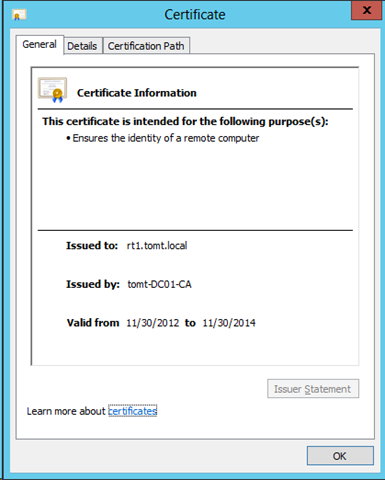 Certificate
X
General Details Certification Path
Certificate Information
This certificate is intended for the following purpose(s):
• Ensures the identity of a remote computer
Issued to: rt1.tomt.local
Issued by: tomt-DC01-CA
Valid from 11/30/2012 to 11/30/2014
Issuer Statement
Learn more about certificates
OK